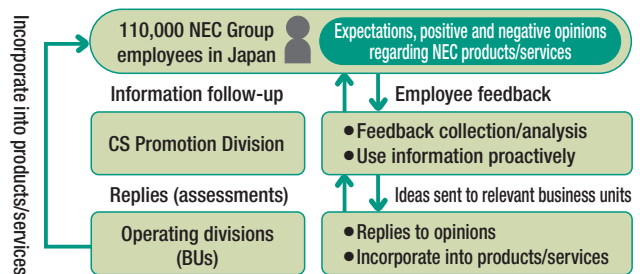 Incorporate into products/services
110,000 NEC Group
employees in Japan
Expectations, positive and negative opinions
regarding NEC products/services
Information follow-up
Employee feedback
CS Promotion Division
● Feedback collection/analysis
● Use information proactively
Replies (assessments)
Ideas sent to relevant business units
Operating divisions
(BUs)
● Replies to opinions
● Incorporate into products/services